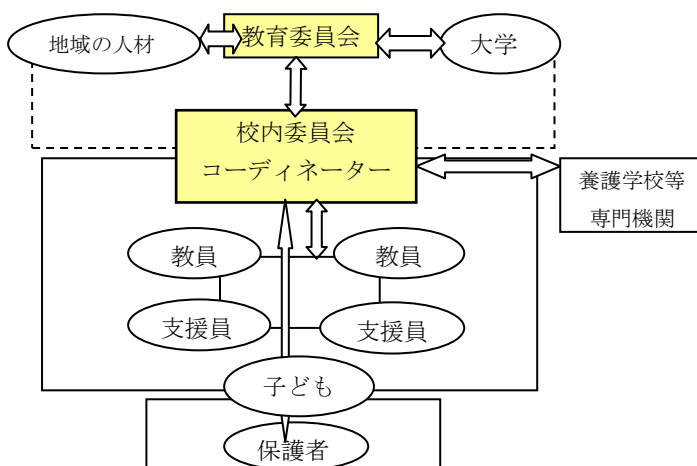 地域の人材
教育委員会
大学
校内委員会
コーディネーター
養護学校等
専門機関
教員
教員
支援員
支援員
子ども
保護者